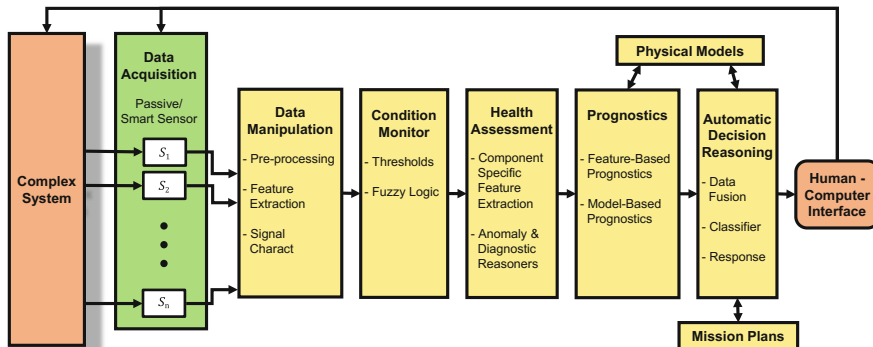 Complex
System
Data
Acquisition
Passive/
Smart Sensor
S1
S2
Sn
Data
Manipulation
- Pre-processing
- Feature
Extraction
- Signal
Charact
Condition
Monitor
- Thresholds
- Fuzzy Logic
Health
Assessment
- Component
Specific
Feature
Extraction
- Anomaly &
Diagnostic
Reasoners
Physical Models
Prognostics
- Feature-Based
Prognostics
- Model-Based
Prognostics
Automatic
Decision
Reasoning
- Data
Fusion
- Classifier
- Response
Mission Plans
Human -
Computer
Interface